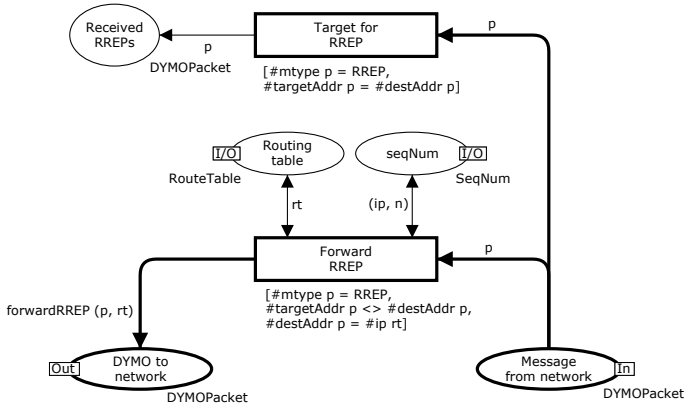 Received
RREPs
p
DYMOPacket
Target for
RREP
p
[#mtype p = RREP,
#targetAddr p = #destAddr p]
I/O
Routing
table
RouteTable
seqNum
I/O
SeqNum
rt
(ip, n)
Forward
RREP
p
[#mtype p = RREP,
#targetAddr p <> #destAddr p,
#destAddr p = #ip rt]
forwardRREP (p, rt)
Out
DYMO to
network
DYMOPacket
Message
from network
In
DYMOPacket